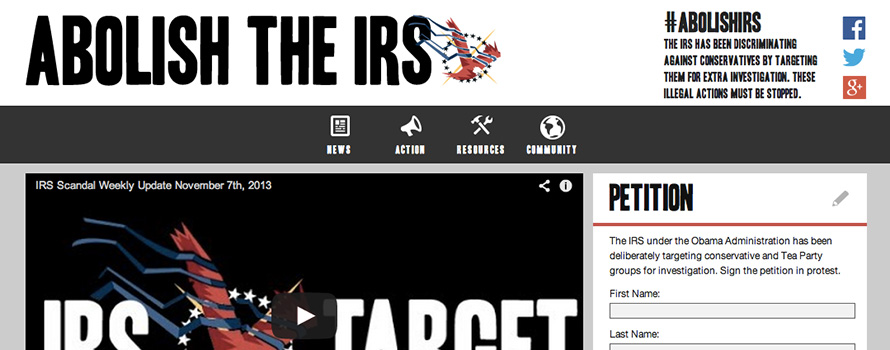 ABOLISH THE IRS
#ABOLISHIRS
THE IRS HAS BEEN DISCRIMINATING
AGAINST CONSERVATIVES BY TARGETING
THEM FOR EXTRA INVESTIGATION. THESE
ILLEGAL ACTIONS MUST BE STOPPED.
f
g+
NEWS
ACTION
RESOURCES
COMMUNITY
IRS Scandal Weekly Update November 7th, 2013
IRS TARGET
PETITION
The IRS under the Obama Administration has been
deliberately targeting conservative and Tea Party
groups for investigation. Sign the petition in protest.
First Name:
Last Name: